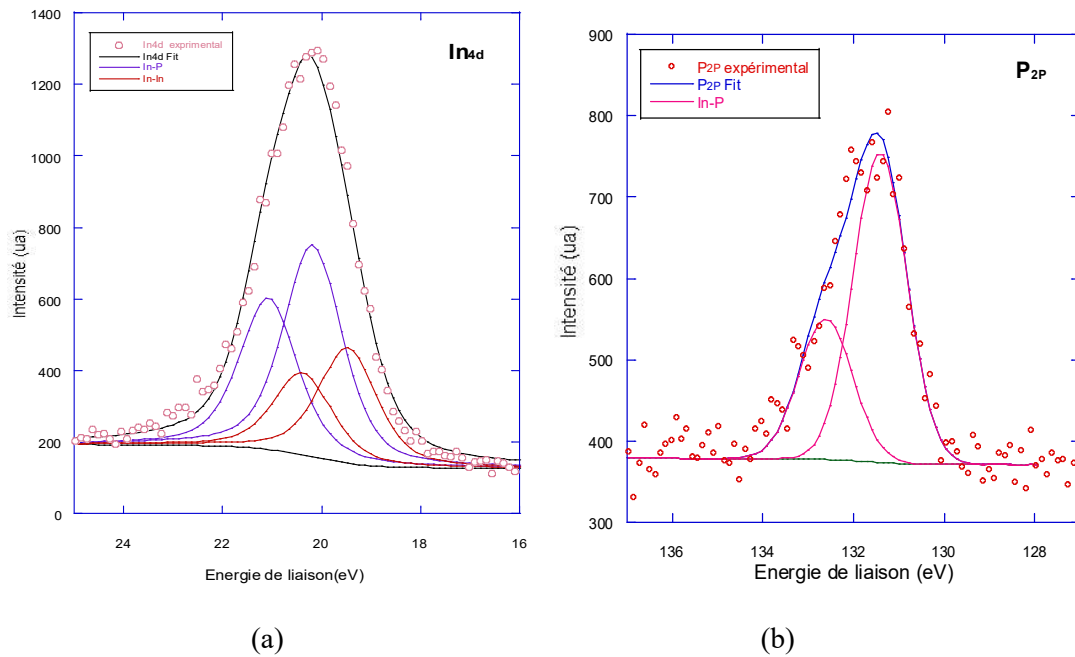 1400
In4d experimental
In4d Fit
In-P
In-In
In4d
1200
1000
800
600
400
200
0
24
22
20
18
16
Intensité (ua)
Energie de liaison(eV)
(a)
900
P2P expérimental
P2P Fit
In-P
P2P
800
700
600
500
400
300
136
134
132
130
128
Intensité (ua)
Energie de liaison (eV)
(b)